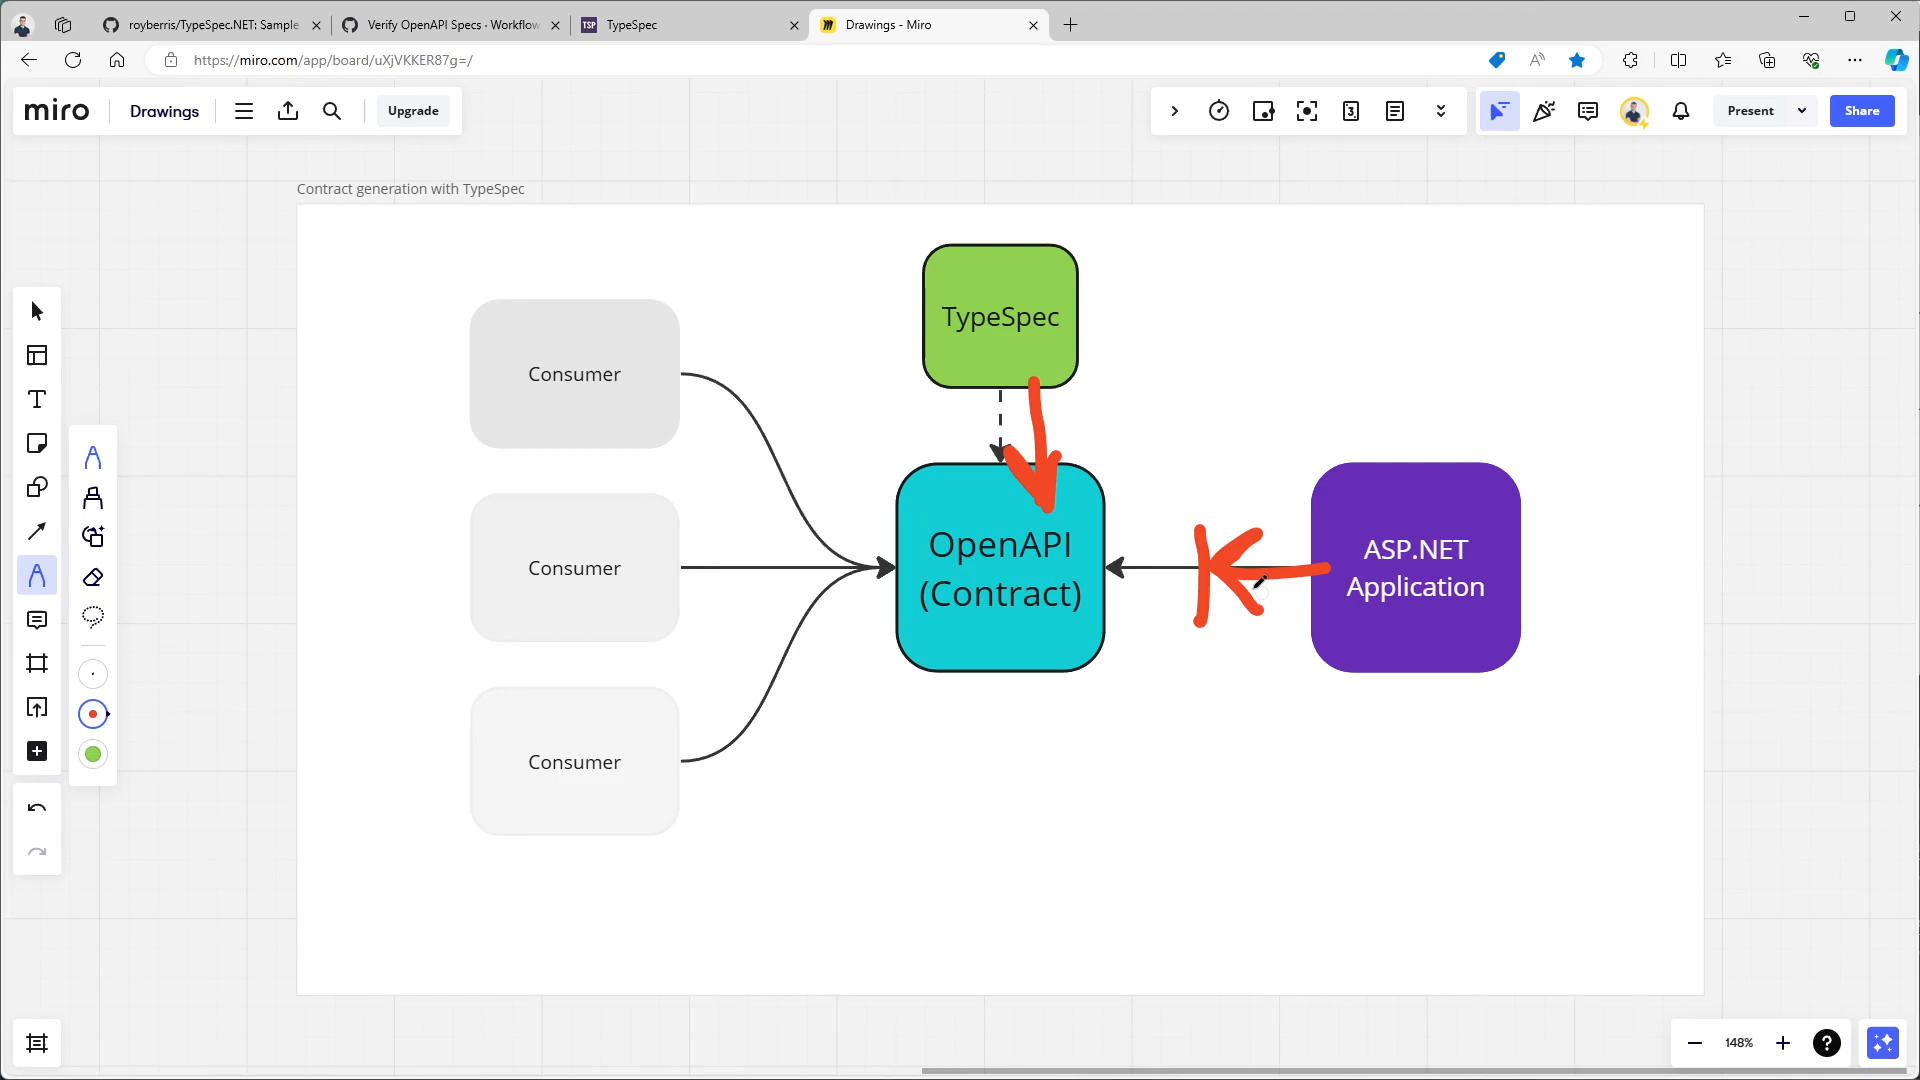 royberris/TypeSpec.NET: Sample
Verify OpenAPI Specs · Workflow
TSP TypeSpec
Drawings - Miro
https://miro.com/app/board/uXjVKKER87g=/
miro
Drawings
Upgrade
Present
Share
Contract generation with TypeSpec
TypeSpec
Consumer
OpenAPI
(Contract)
ASP.NET
Application
Consumer
Consumer
148%